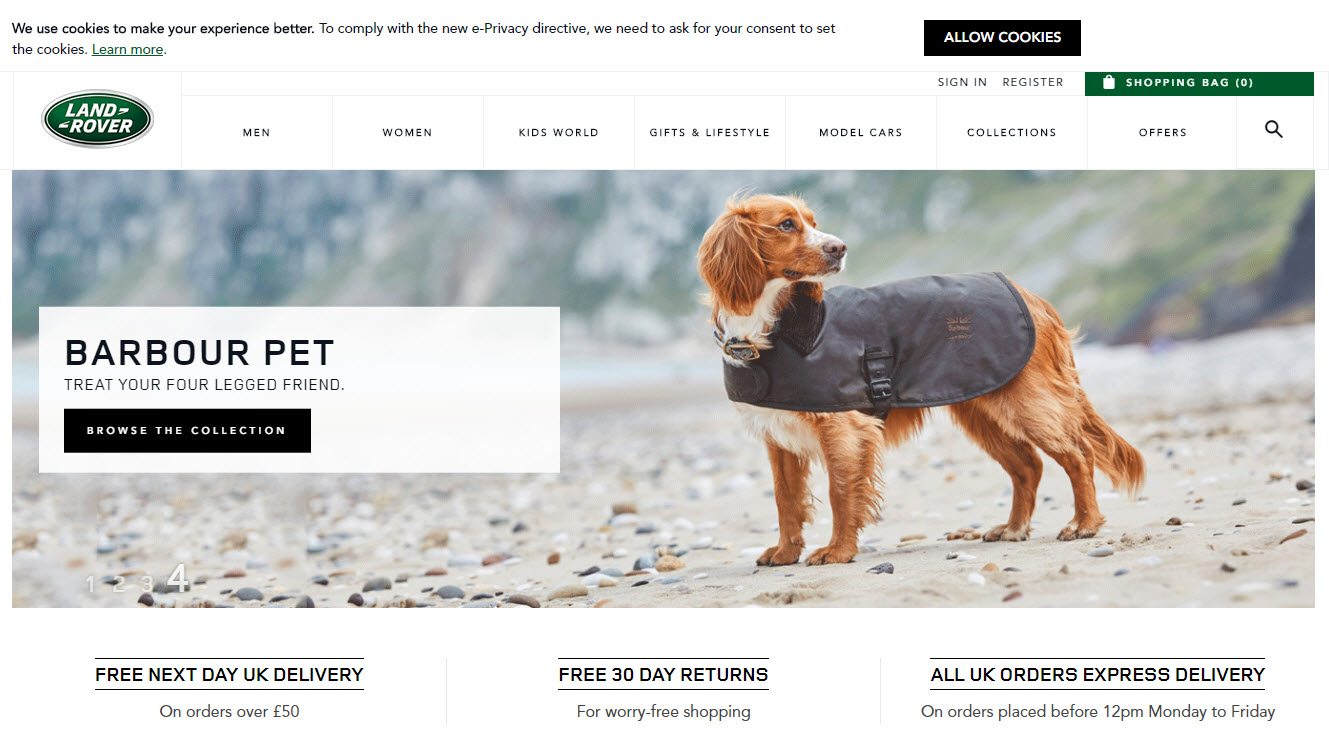 We use cookies to make your experience better. To comply with the new e-Privacy directive, we need to ask for your consent to set
the cookies. Learn more.
ALLOW COOKIES
SIGN IN REGISTER SHOPPING BAG (0)
LAND-
-ROVER
MEN WOMEN KIDS WORLD GIFTS & LIFESTYLE MODEL CARS COLLECTIONS OFFERS
Barbour
BARBOUR PET
TREAT YOUR FOUR LEGGED FRIEND.
BROWSE THE COLLECTION
1 2 3 4
FREE NEXT DAY UK DELIVERY
On orders over £50
FREE 30 DAY RETURNS
For worry-free shopping
ALL UK ORDERS EXPRESS DELIVERY
On orders placed before 12pm Monday to Friday